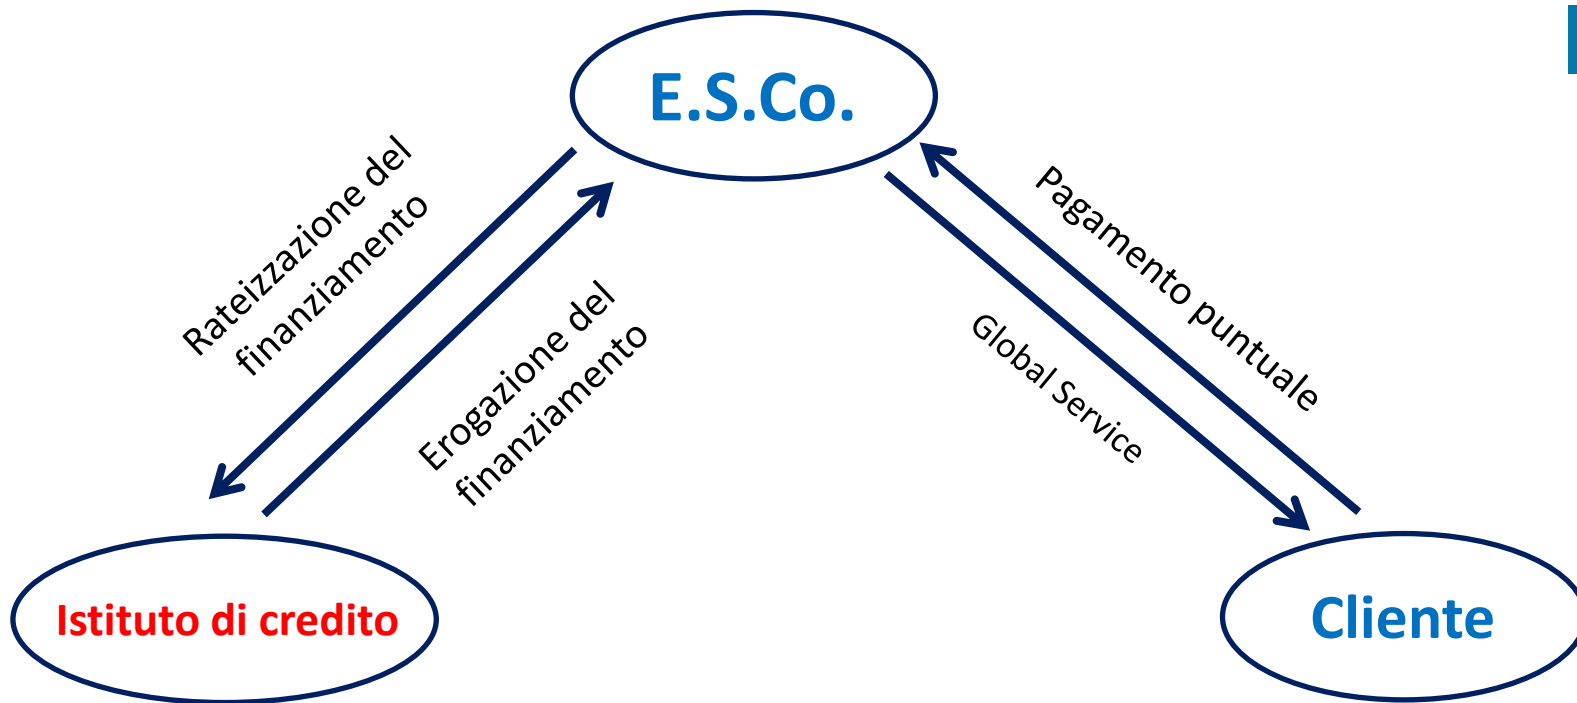 E.S.Co.
Rateizzazione del
finanziamento
Erogazione del
finanziamento
Pagamento puntuale
Global Service
Istituto di credito
Cliente